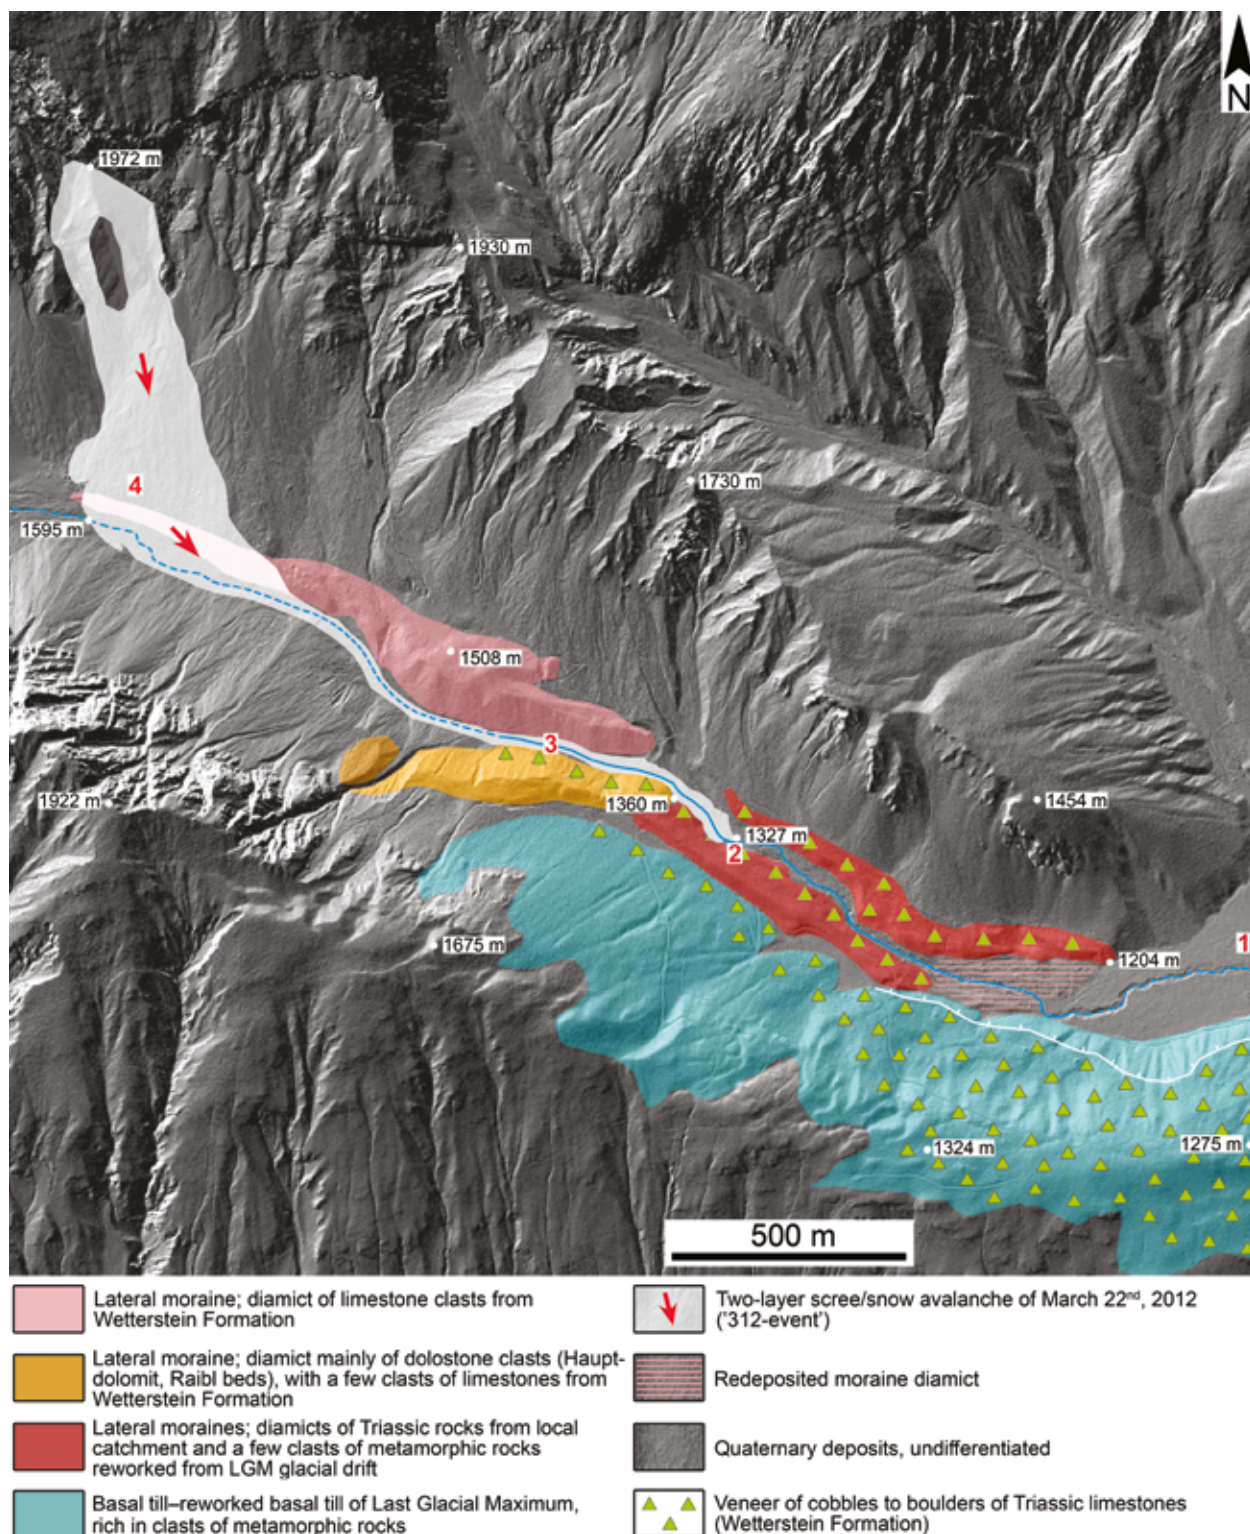 N
1972 m
1930 m
1730 m
4
1595 m
1508 m
3
1922 m
1360 m
1454 m
1327 m
2
1675 m
1
1204 m
1324 m
1275 m
500 m
Lateral moraine; diamict of limestone clasts from
Wetterstein Formation
Lateral moraine; diamict mainly of dolostone clasts (Haupt-
dolomit, Raibl beds), with a few clasts of limestones from
Wetterstein Formation
Lateral moraines; diamicts of Triassic rocks from local
catchment and a few clasts of metamorphic rocks
reworked from LGM glacial drift
Basal till–reworked basal till of Last Glacial Maximum,
rich in clasts of metamorphic rocks
Two-layer scree/snow avalanche of March 22nd, 2012
("312-event")
Redeposited moraine diamict
Quaternary deposits, undifferentiated
Veneer of cobbles to boulders of Triassic limestones
(Wetterstein Formation)